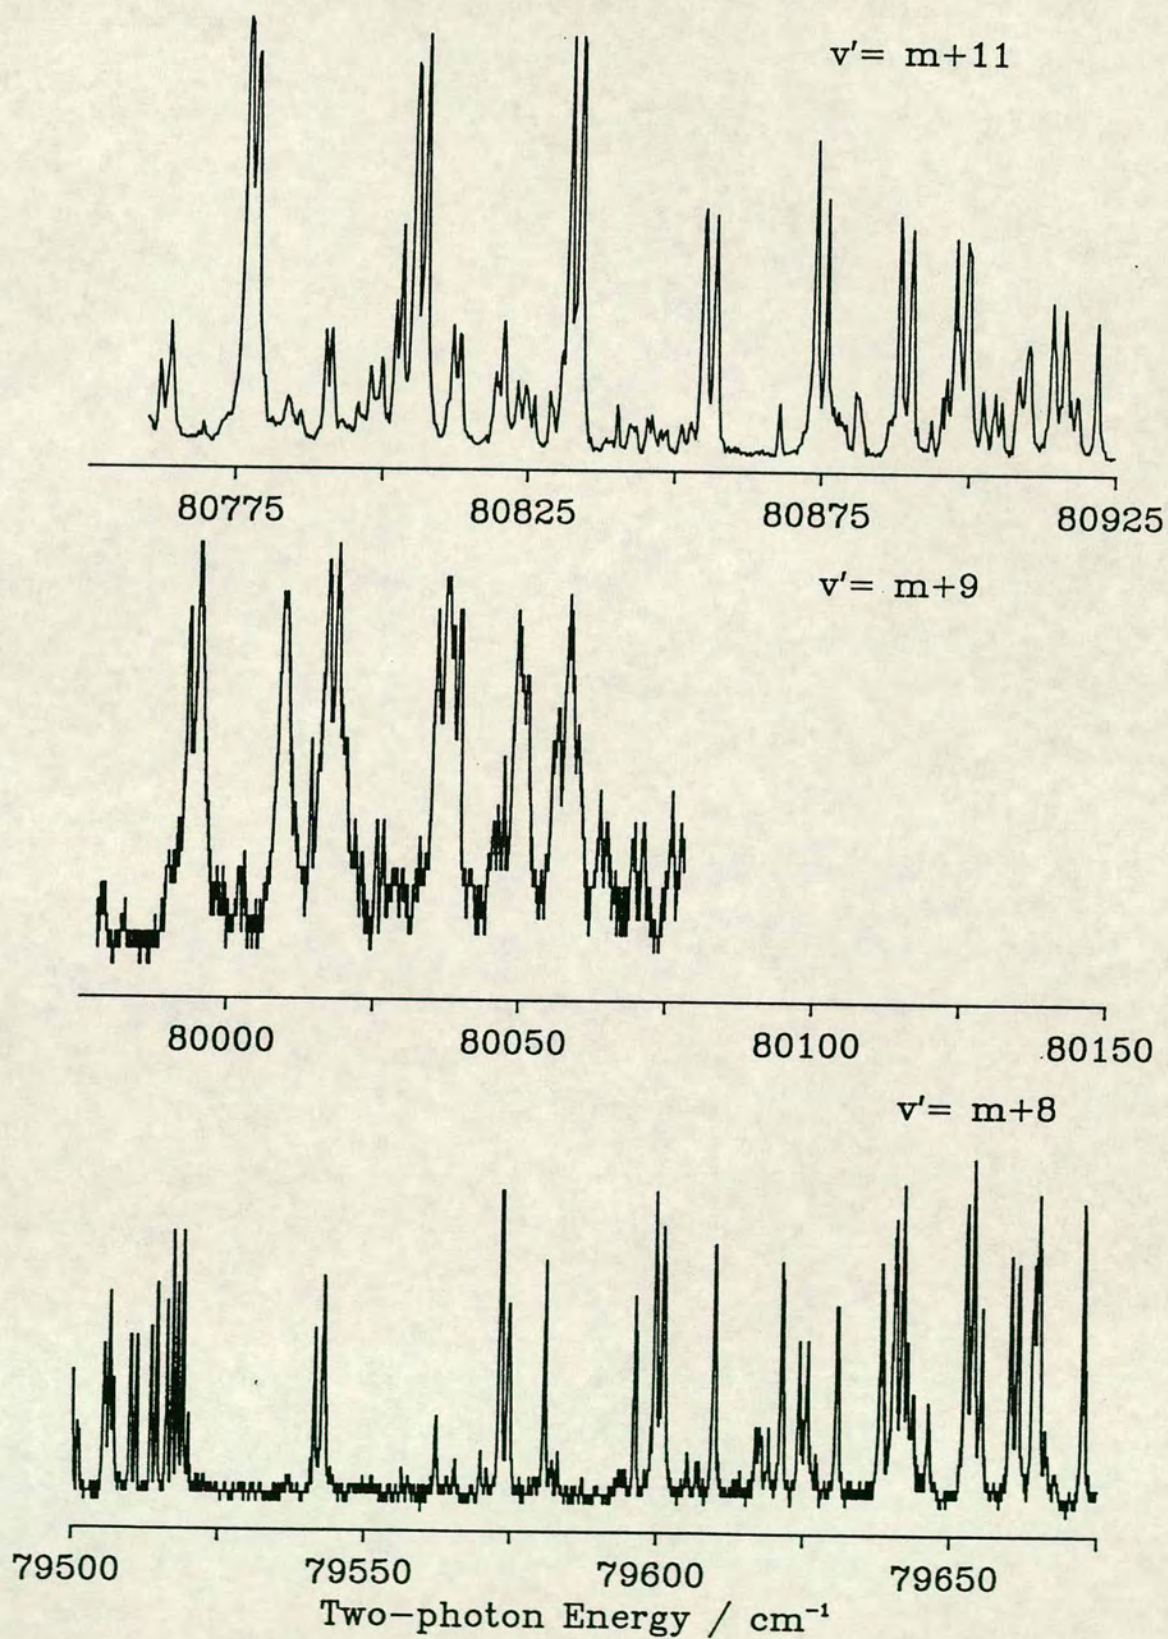 v′= m+11
80775 80825 80875 80925
v′= m+9
80000 80050 80100 80150
v′= m+8
79500 79550 79600 79650
Two−photon Energy / cm⁻¹